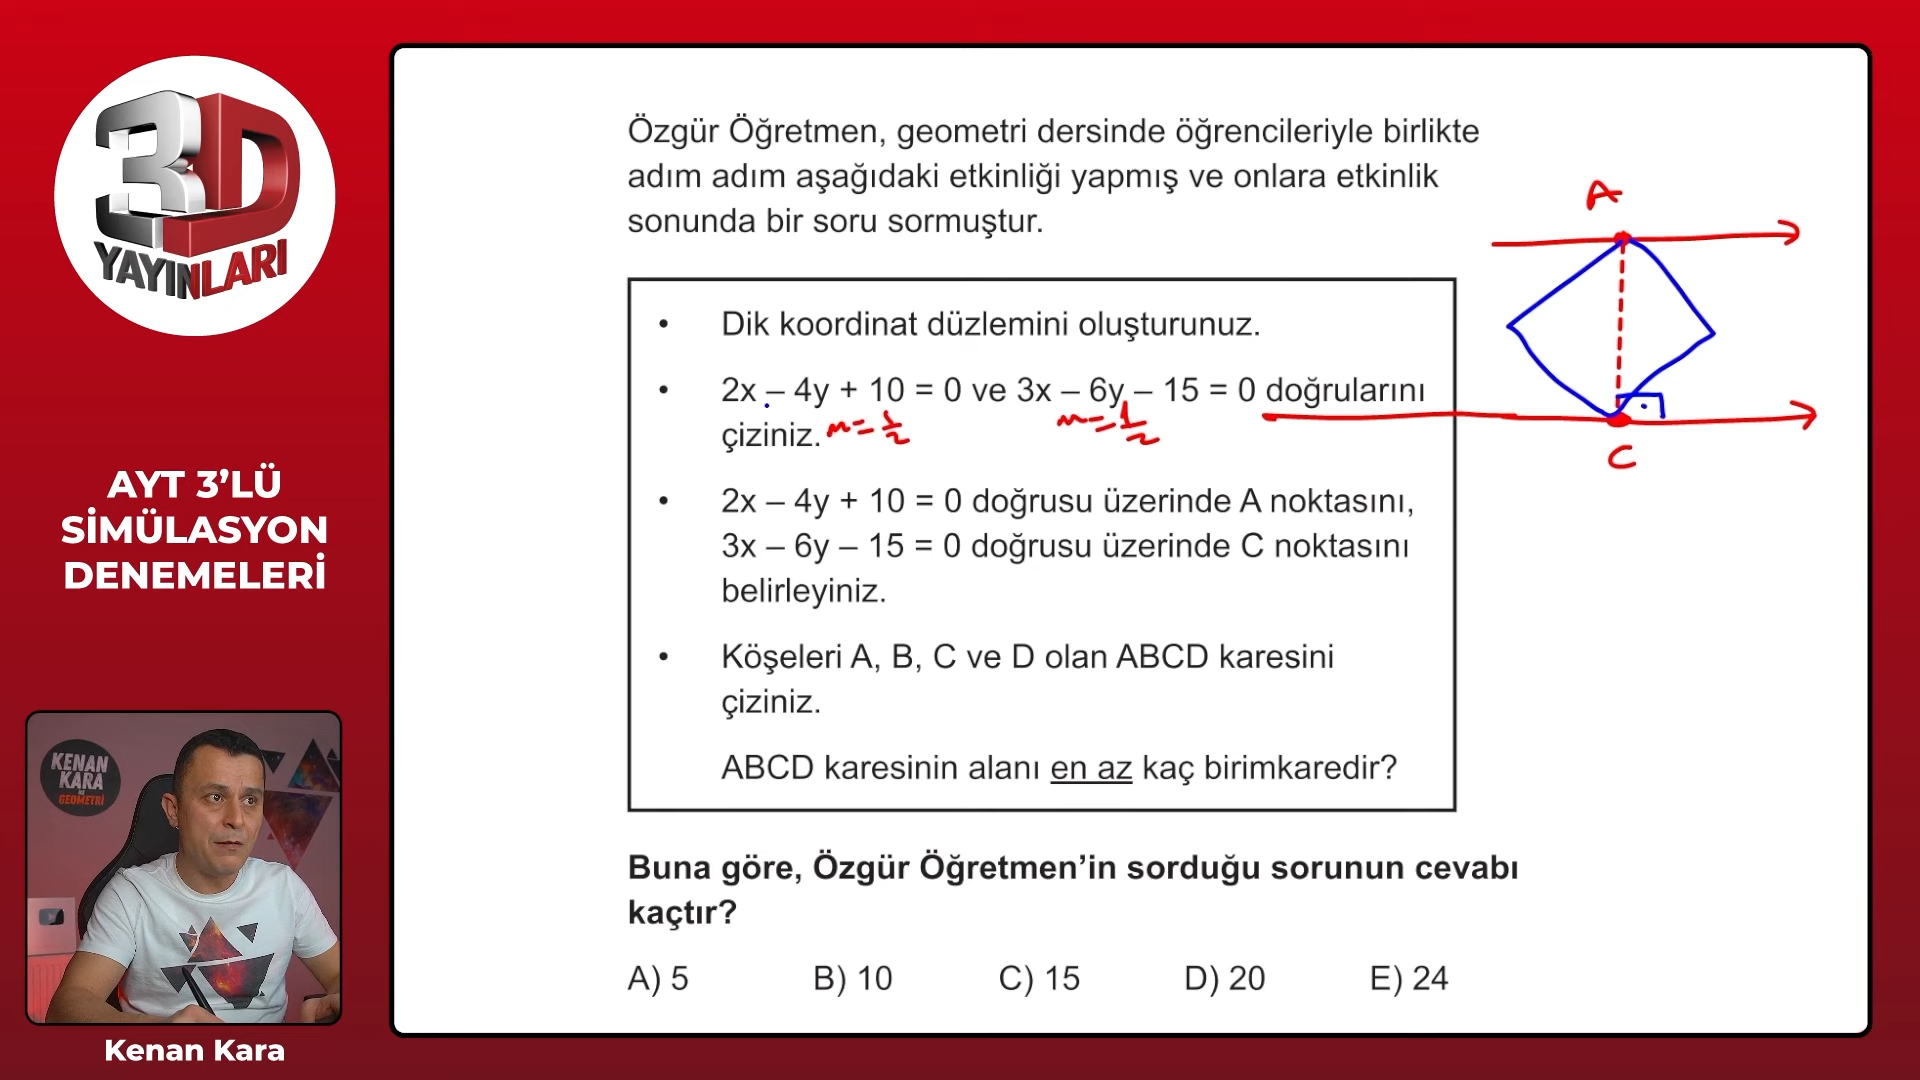 3D
YAYINLARI
AYT 3’LÜ
SİMÜLASYON
DENEMELERİ
KENAN
KARA
GEOMETRİ
Kenan Kara
Özgür Öğretmen, geometri dersinde öğrencileriyle birlikte
adım adım aşağıdaki etkinliği yapmış ve onlara etkinlik
sonunda bir soru sormuştur.
• Dik koordinat düzlemini oluşturunuz.
• 2x – 4y + 10 = 0 ve 3x – 6y – 15 = 0 doğrularını
çiziniz. m = 1/2 m = 1/2
• 2x – 4y + 10 = 0 doğrusu üzerinde A noktasını,
3x – 6y – 15 = 0 doğrusu üzerinde C noktasını
belirleyiniz.
• Köşeleri A, B, C ve D olan ABCD karesini
çiziniz.
ABCD karesinin alanı en az kaç birimkaredir?
A
C
Buna göre, Özgür Öğretmen’in sorduğu sorunun cevabı
kaçtır?
A) 5 B) 10 C) 15 D) 20 E) 24